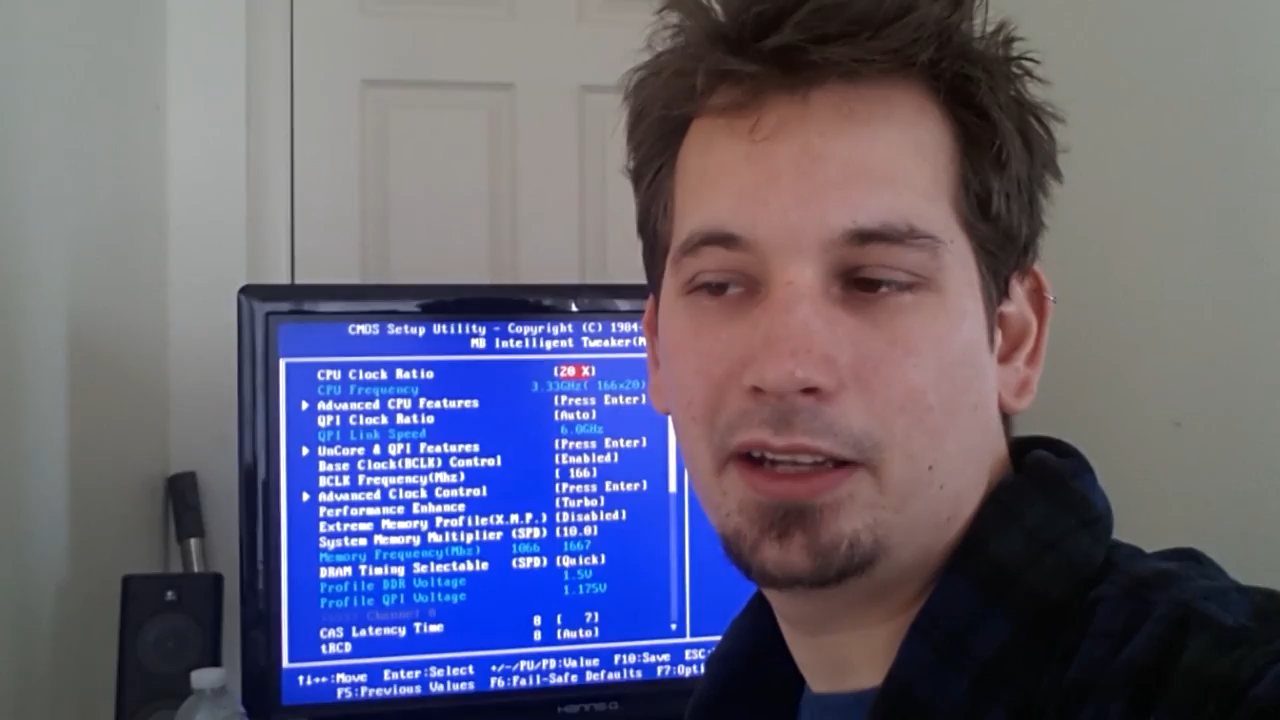 CMOS Setup Utility - Copyright (C) 1984-
MB Intelligent Tweaker(M
CPU Clock Ratio [20 X]
CPU Frequency 3.33GHz( 166x20)
Advanced CPU Features [Press Enter]
QPI Clock Ratio [Auto]
QPI Link Speed 6.0GHz
UnCore & QPI Features [Press Enter]
Base Clock(BCLK) Control [Enabled]
BCLK Frequency(Mhz) [ 166]
Advanced Clock Control [Press Enter]
Performance Enhance [Turbo]
Extreme Memory Profile(X.M.P.) [Disabled]
System Memory Multiplier (SPD) [10.0]
Memory Frequency(Mhz) 1066 1667
DRAM Timing Selectable (SPD) [Quick]
Profile DDR Voltage 1.5V
Profile QPI Voltage 1.175V
Channel 0
CAS Latency Time 8 [ 7]
tRCD 8 [Auto]
↑↓→←:Move Enter:Select +/-/PU/PD:Value F10:Save ESC:
F5:Previous Values F6:Fail-Safe Defaults F7:Opti
HANNS-G